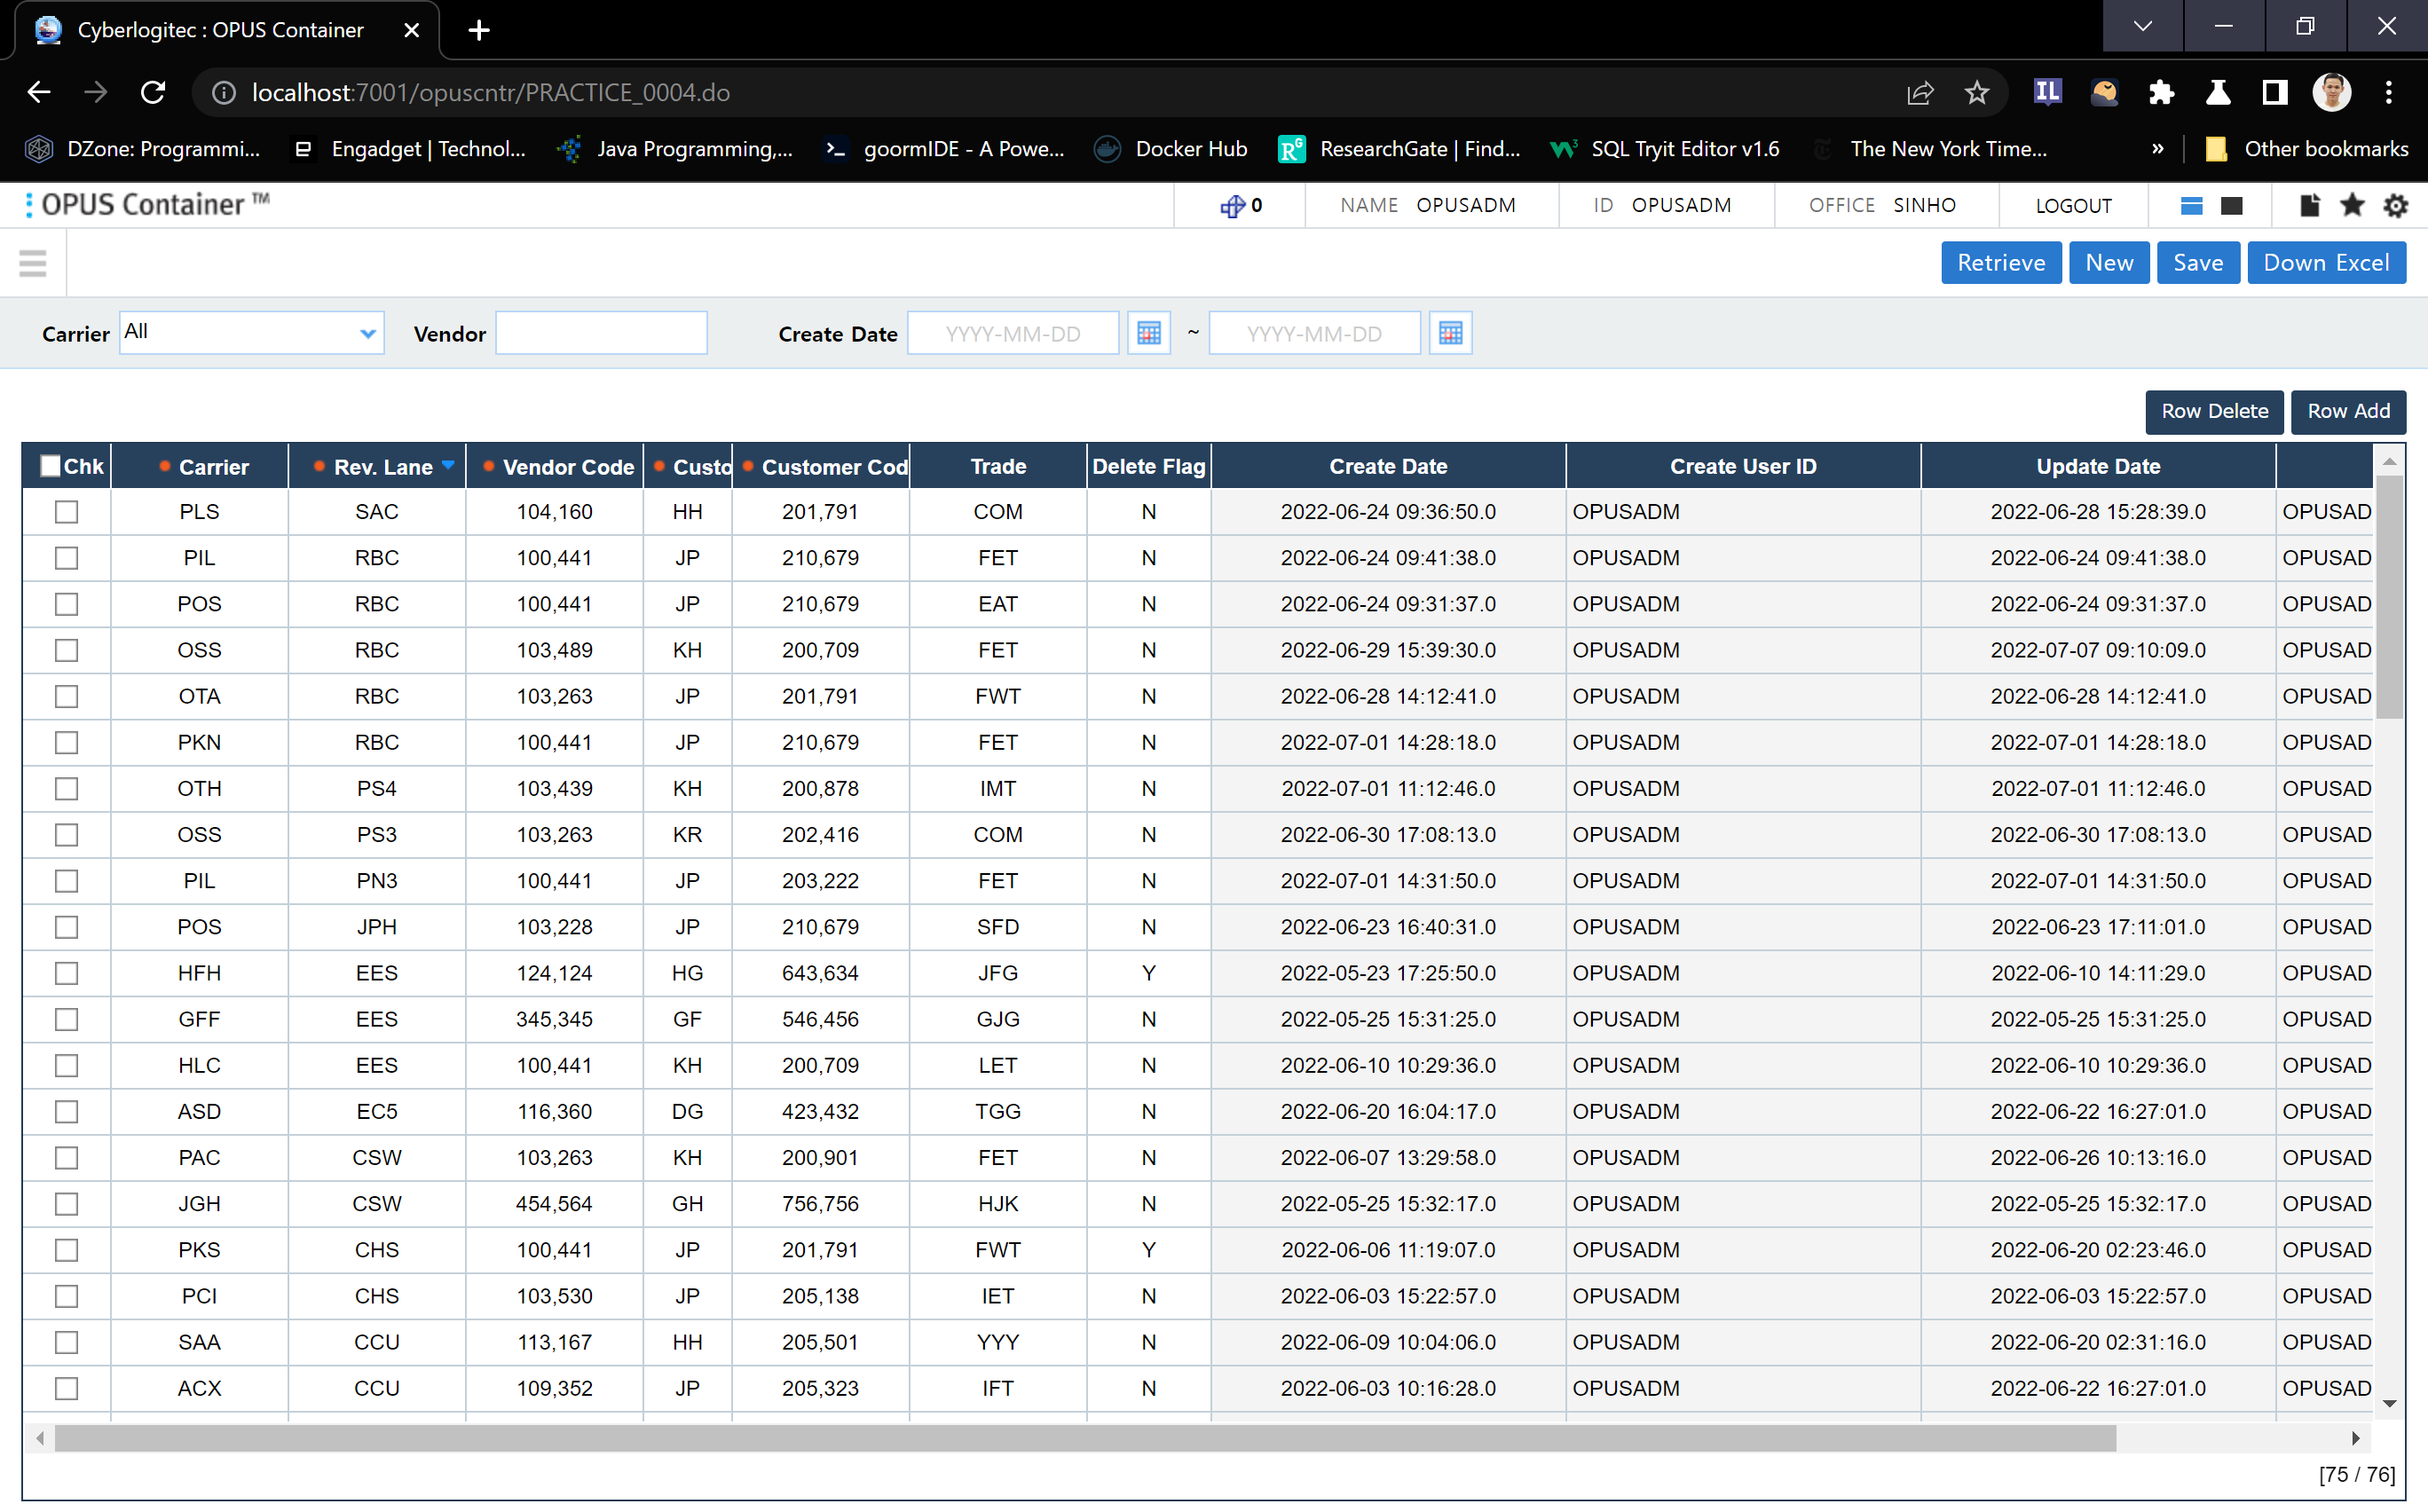 Cyberlogitec : OPUS Container
localhost:7001/opuscntr/PRACTICE_0004.do
DZone: Programmi... Engadget | Technol... Java Programming,... goormIDE - A Powe... Docker Hub ResearchGate | Find... SQL Tryit Editor v1.6 The New York Time... » Other bookmarks
OPUS Container ™ 0 NAME OPUSADM ID OPUSADM OFFICE SINHO LOGOUT
Retrieve New Save Down Excel
Carrier All Vendor Create Date YYYY-MM-DD ~ YYYY-MM-DD
Row Delete Row Add
Chk Carrier Rev. Lane Vendor Code Custo Customer Cod Trade Delete Flag Create Date Create User ID Update Date
PLS SAC 104,160 HH 201,791 COM N 2022-06-24 09:36:50.0 OPUSADM 2022-06-28 15:28:39.0 OPUSAD
PIL RBC 100,441 JP 210,679 FET N 2022-06-24 09:41:38.0 OPUSADM 2022-06-24 09:41:38.0 OPUSAD
POS RBC 100,441 JP 210,679 EAT N 2022-06-24 09:31:37.0 OPUSADM 2022-06-24 09:31:37.0 OPUSAD
OSS RBC 103,489 KH 200,709 FET N 2022-06-29 15:39:30.0 OPUSADM 2022-07-07 09:10:09.0 OPUSAD
OTA RBC 103,263 JP 201,791 FWT N 2022-06-28 14:12:41.0 OPUSADM 2022-06-28 14:12:41.0 OPUSAD
PKN RBC 100,441 JP 210,679 FET N 2022-07-01 14:28:18.0 OPUSADM 2022-07-01 14:28:18.0 OPUSAD
OTH PS4 103,439 KH 200,878 IMT N 2022-07-01 11:12:46.0 OPUSADM 2022-07-01 11:12:46.0 OPUSAD
OSS PS3 103,263 KR 202,416 COM N 2022-06-30 17:08:13.0 OPUSADM 2022-06-30 17:08:13.0 OPUSAD
PIL PN3 100,441 JP 203,222 FET N 2022-07-01 14:31:50.0 OPUSADM 2022-07-01 14:31:50.0 OPUSAD
POS JPH 103,228 JP 210,679 SFD N 2022-06-23 16:40:31.0 OPUSADM 2022-06-23 17:11:01.0 OPUSAD
HFH EES 124,124 HG 643,634 JFG Y 2022-05-23 17:25:50.0 OPUSADM 2022-06-10 14:11:29.0 OPUSAD
GFF EES 345,345 GF 546,456 GJG N 2022-05-25 15:31:25.0 OPUSADM 2022-05-25 15:31:25.0 OPUSAD
HLC EES 100,441 KH 200,709 LET N 2022-06-10 10:29:36.0 OPUSADM 2022-06-10 10:29:36.0 OPUSAD
ASD EC5 116,360 DG 423,432 TGG N 2022-06-20 16:04:17.0 OPUSADM 2022-06-22 16:27:01.0 OPUSAD
PAC CSW 103,263 KH 200,901 FET N 2022-06-07 13:29:58.0 OPUSADM 2022-06-26 10:13:16.0 OPUSAD
JGH CSW 454,564 GH 756,756 HJK N 2022-05-25 15:32:17.0 OPUSADM 2022-05-25 15:32:17.0 OPUSAD
PKS CHS 100,441 JP 201,791 FWT Y 2022-06-06 11:19:07.0 OPUSADM 2022-06-20 02:23:46.0 OPUSAD
PCI CHS 103,530 JP 205,138 IET N 2022-06-03 15:22:57.0 OPUSADM 2022-06-03 15:22:57.0 OPUSAD
SAA CCU 113,167 HH 205,501 YYY N 2022-06-09 10:04:06.0 OPUSADM 2022-06-20 02:31:16.0 OPUSAD
ACX CCU 109,352 JP 205,323 IFT N 2022-06-03 10:16:28.0 OPUSADM 2022-06-22 16:27:01.0 OPUSAD
[75 / 76]